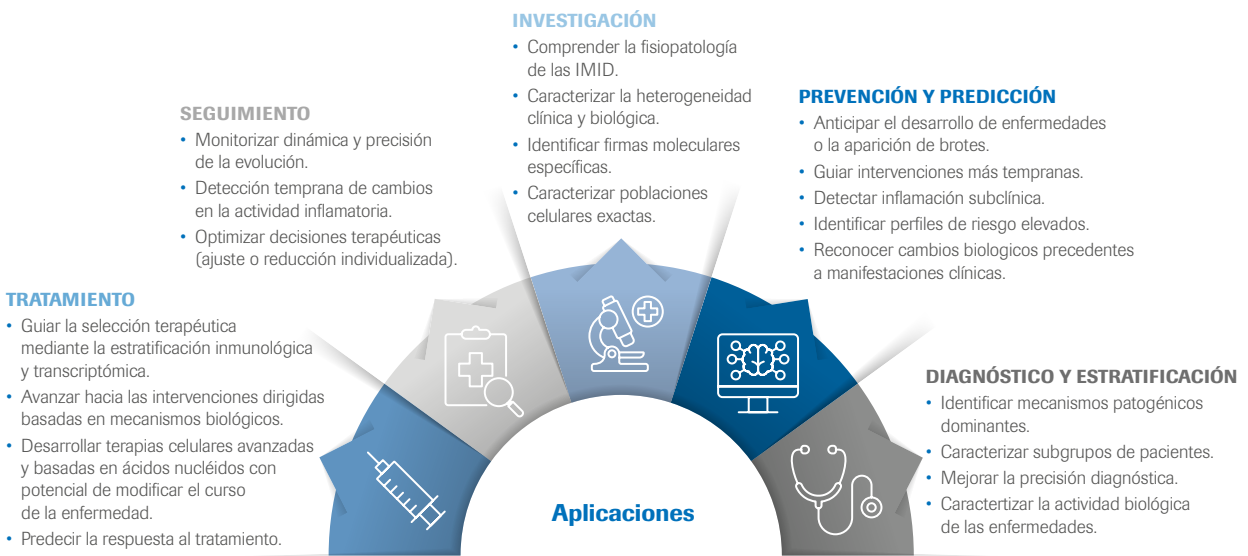 INVESTIGACIÓN
• Comprender la fisiopatología
de las IMID.
• Caracterizar la heterogeneidad
clínica y biológica.
• Identificar firmas moleculares
específicas.
• Caracterizar poblaciones
celulares exactas.
PREVENCIÓN Y PREDICCIÓN
• Anticipar el desarrollo de enfermedades
o la aparición de brotes.
• Guiar intervenciones más tempranas.
• Detectar inflamación subclínica.
• Identificar perfiles de riesgo elevados.
• Reconocer cambios biologicos precedentes
a manifestaciones clínicas.
SEGUIMIENTO
• Monitorizar dinámica y precisión
de la evolución.
• Detección temprana de cambios
en la actividad inflamatoria.
• Optimizar decisiones terapéuticas
(ajuste o reducción individualizada).
TRATAMIENTO
• Guiar la selección terapéutica
mediante la estratificación inmunológica
y transcriptómica.
• Avanzar hacia las intervenciones dirigidas
basadas en mecanismos biológicos.
• Desarrollar terapias celulares avanzadas
y basadas en ácidos nucléidos con
potencial de modificar el curso
de la enfermedad.
• Predecir la respuesta al tratamiento.
DIAGNÓSTICO Y ESTRATIFICACIÓN
• Identificar mecanismos patogénicos
dominantes.
• Caracterizar subgrupos de pacientes.
• Mejorar la precisión diagnóstica.
• Caractertizar la actividad biológica
de las enfermedades.
Aplicaciones